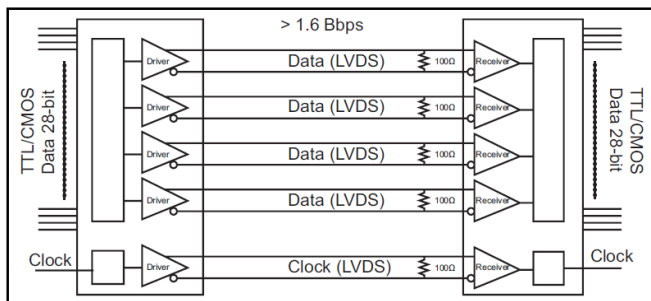 > 1.6 Bbps
TTL/CMOS
Data 28-bit
Driver
Data (LVDS)
100Ω
Receiver
Driver
Data (LVDS)
100Ω
Receiver
Driver
Data (LVDS)
100Ω
Receiver
Driver
Data (LVDS)
100Ω
Receiver
TTL/CMOS
Data 28-bit
Clock
Driver
Clock (LVDS)
100Ω
Receiver
Clock